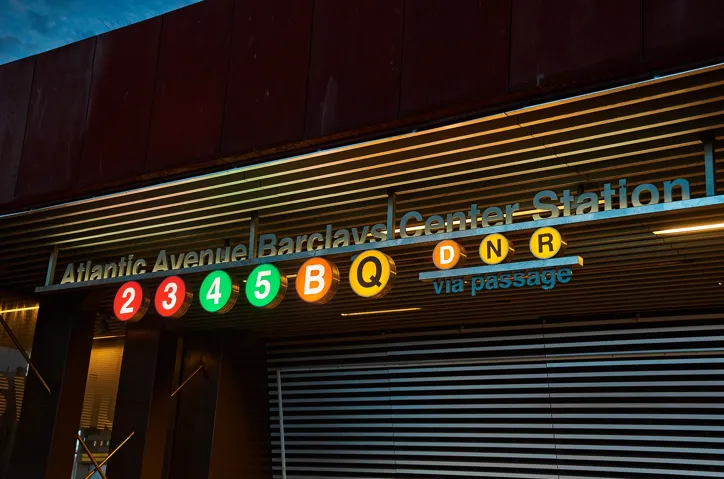 Atlantic Avenue Barclays Center Station
2 3 4 5 B Q D N R
via passage